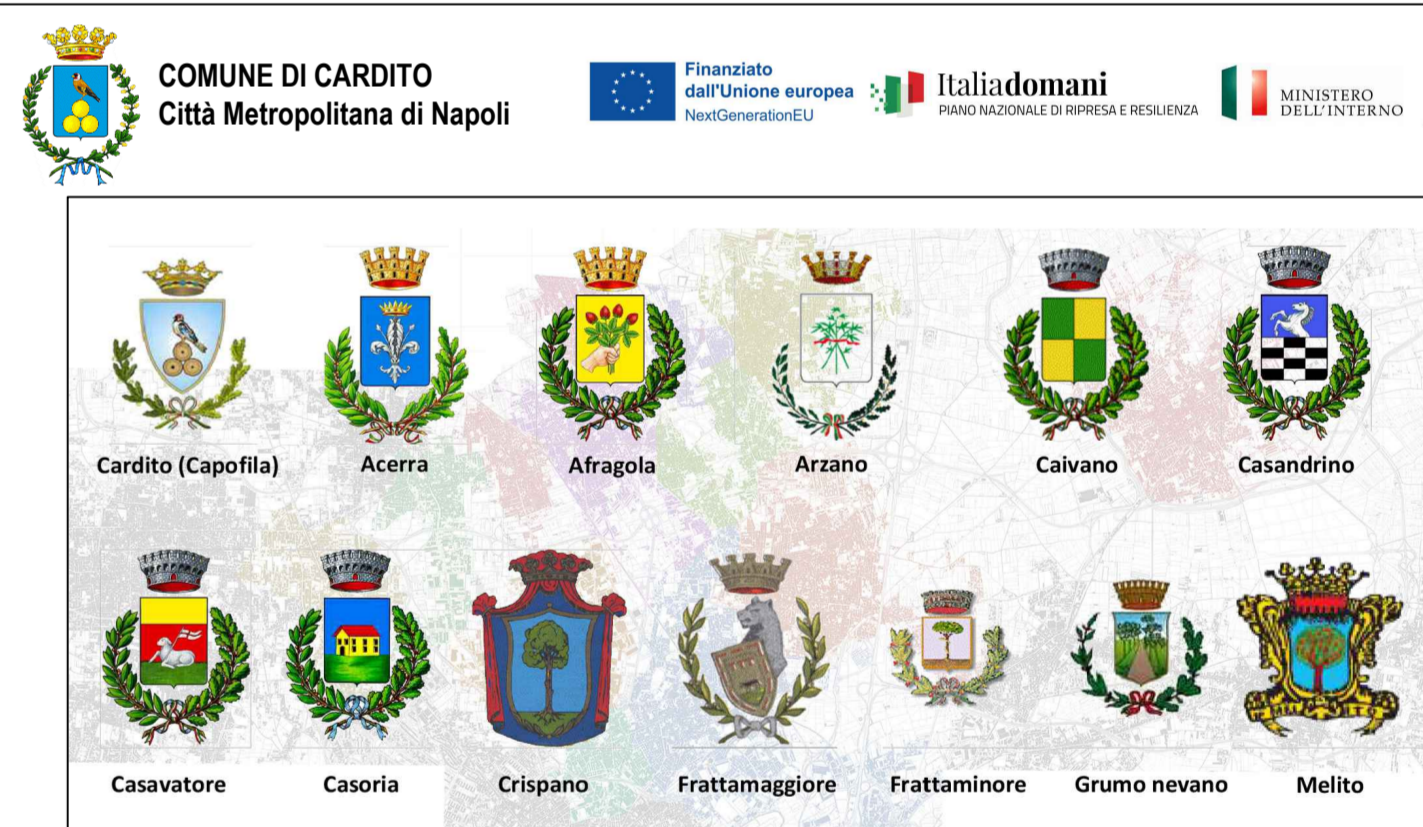 COMUNE DI CARDITO
Città Metropolitana di Napoli
Finanziato
dall'Unione europea
NextGenerationEU
Italiadomani
PIANO NAZIONALE DI RIPRESA E RESILIENZA
MINISTERO
DELL'INTERNO
Cardito (Capofila) Acerra Afragola Arzano Caivano Casandrino
Casavatore Casoria Crispano Frattamaggiore Frattaminore Grumo nevano Melito